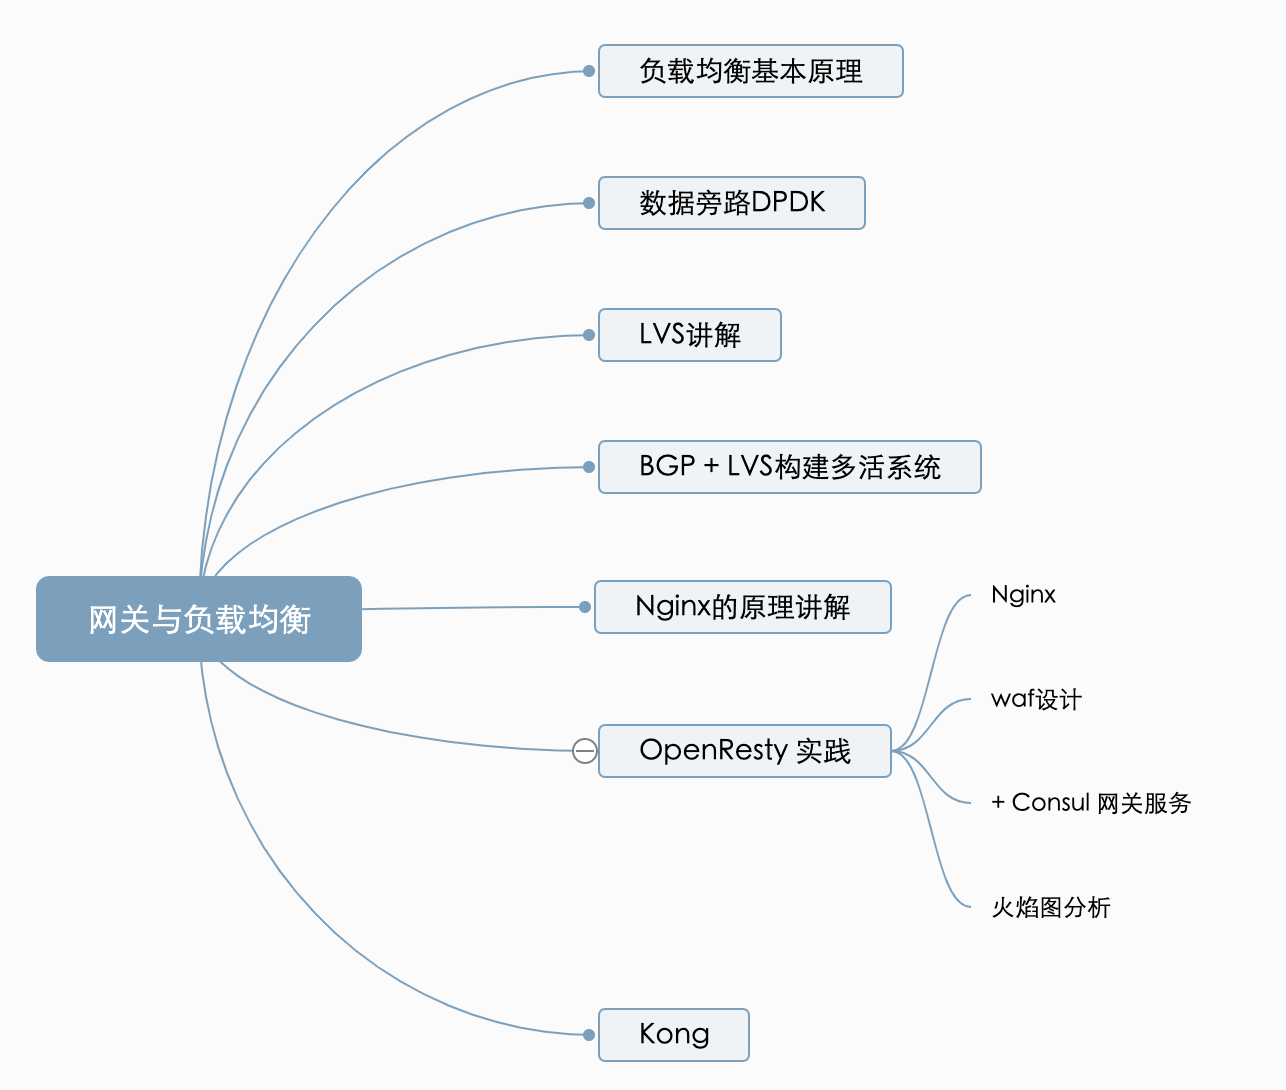 负载均衡基本原理
数据旁路DPDK
LVS讲解
BGP + LVS构建多活系统
网关与负载均衡
Nginx的原理讲解
OpenResty 实践
Nginx
waf设计
+ Consul 网关服务
火焰图分析
Kong